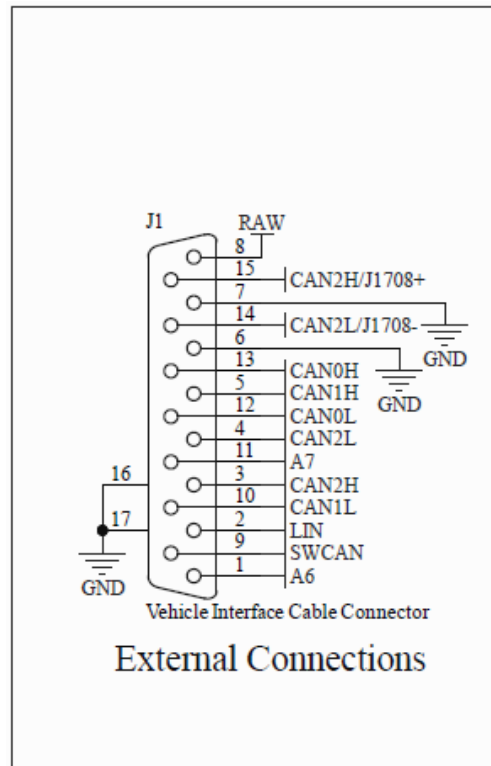 J1
RAW
8
15 CAN2H/J1708+
7
14 CAN2L/J1708-
GND
6
GND
13 CAN0H
5 CAN1H
12 CAN0L
4 CAN2L
11 A7
16
3 CAN2H
10 CAN1L
17
2 LIN
9 SWCAN
GND
1 A6
Vehicle Interface Cable Connector
External Connections